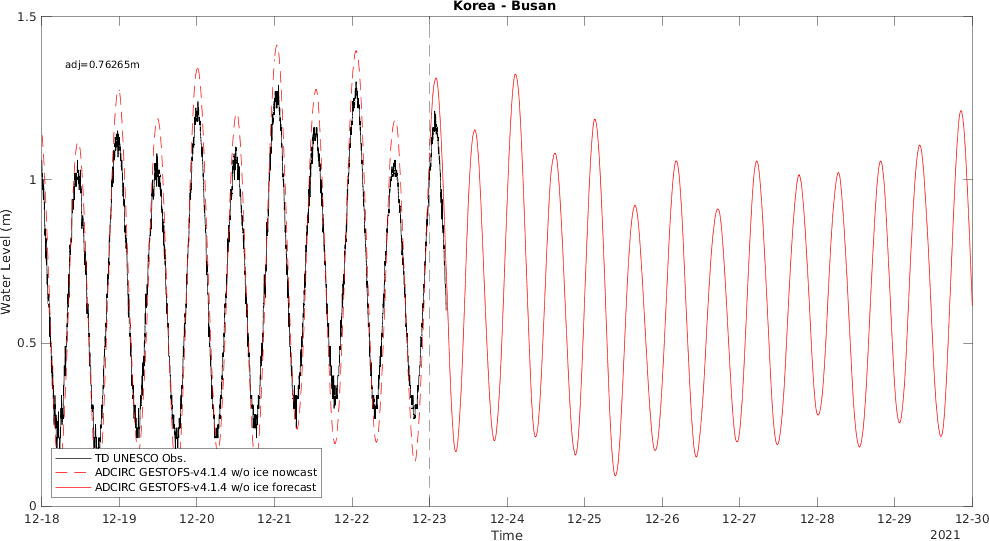 Korea - Busan
1.5
adj=0.76265m
1
Water Level (m)
0.5
TD UNESCO Obs.
ADCIRC GESTOFS-v4.1.4 w/o ice nowcast
ADCIRC GESTOFS-v4.1.4 w/o ice forecast
0
12-18 12-19 12-20 12-21 12-22 12-23 12-24 12-25 12-26 12-27 12-28 12-29 12-30
Time
2021